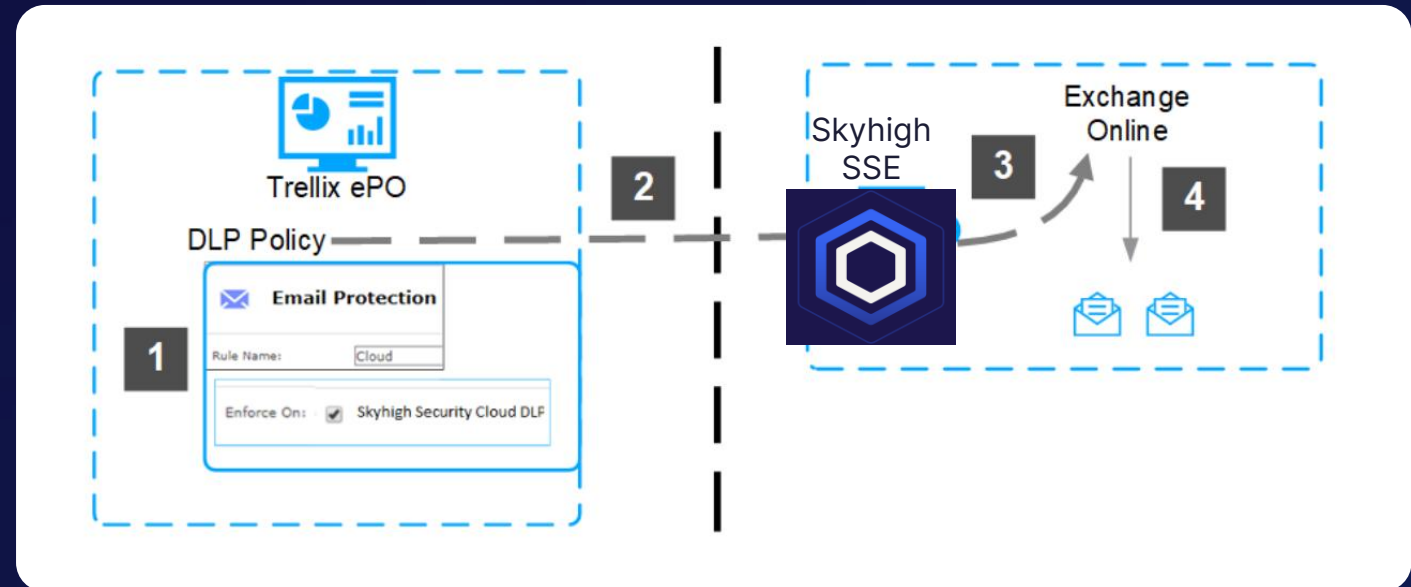 Trellix ePO
DLP Policy
Email Protection
Rule Name: Cloud
Enforce On: Skyhigh Security Cloud DLP
1
2
Skyhigh
SSE
3
Exchange
Online
4